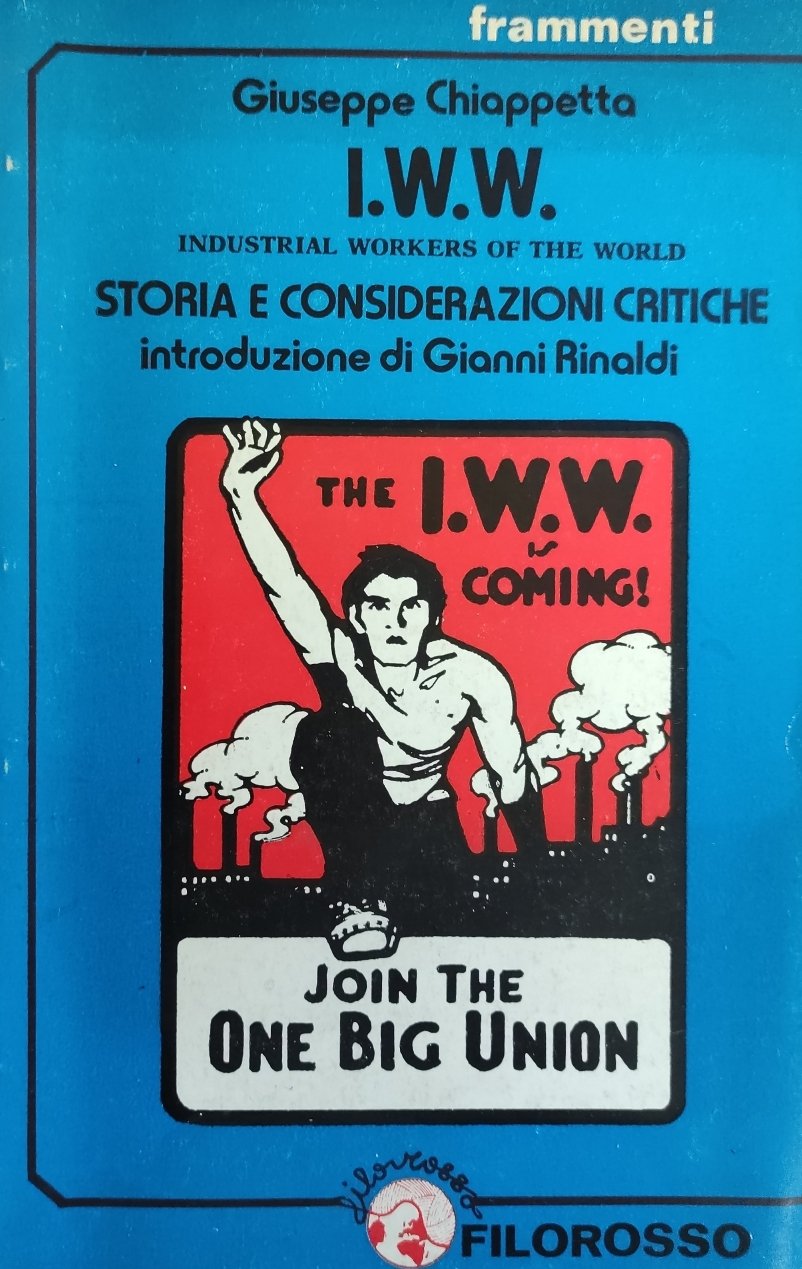 frammenti
Giuseppe Chiappetta
I.W.W.
INDUSTRIAL WORKERS OF THE WORLD
STORIA E CONSIDERAZIONI CRITICHE
introduzione di Gianni Rinaldi
THE I.W.W.
is
COMING!
JOIN THE
ONE BIG UNION
filorosso
FILOROSSO